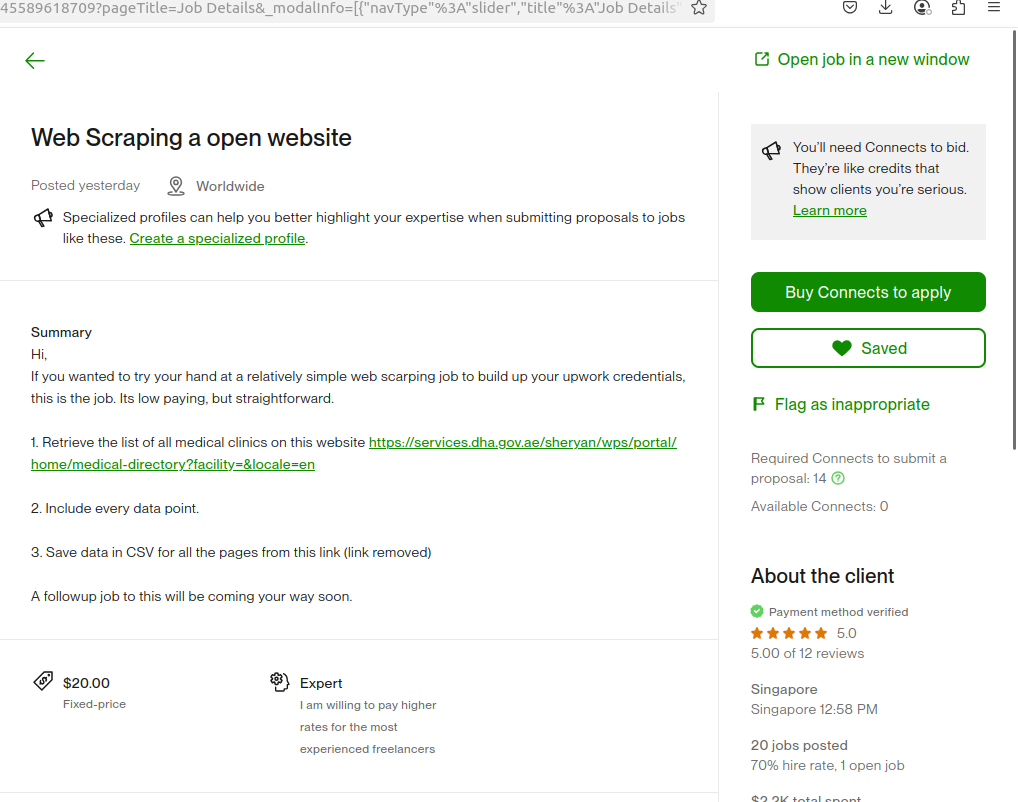 45589618709?pageTitle=Job Details&_modalInfo=[{"navType"%3A"slider","title"%3A"Job Details"
Open job in a new window
Web Scraping a open website
Posted yesterday
Worldwide
Specialized profiles can help you better highlight your expertise when submitting proposals to jobs
like these. Create a specialized profile.
Summary
Hi,
If you wanted to try your hand at a relatively simple web scarping job to build up your upwork credentials,
this is the job. Its low paying, but straightforward.
1. Retrieve the list of all medical clinics on this website https://services.dha.gov.ae/sheryan/wps/portal/
home/medical-directory?facility=&locale=en
2. Include every data point.
3. Save data in CSV for all the pages from this link (link removed)
A followup job to this will be coming your way soon.
$20.00
Fixed-price
Expert
I am willing to pay higher
rates for the most
experienced freelancers
You'll need Connects to bid.
They're like credits that
show clients you're serious.
Learn more
Buy Connects to apply
Saved
Flag as inappropriate
Required Connects to submit a
proposal: 14
Available Connects: 0
About the client
Payment method verified
5.0
5.00 of 12 reviews
Singapore
Singapore 12:58 PM
20 jobs posted
70% hire rate, 1 open job
$2.2K total spent